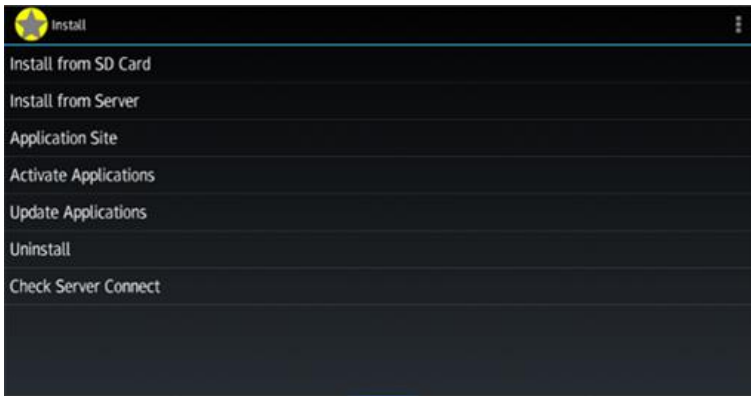 Install
Install from SD Card
Install from Server
Application Site
Activate Applications
Update Applications
Uninstall
Check Server Connect